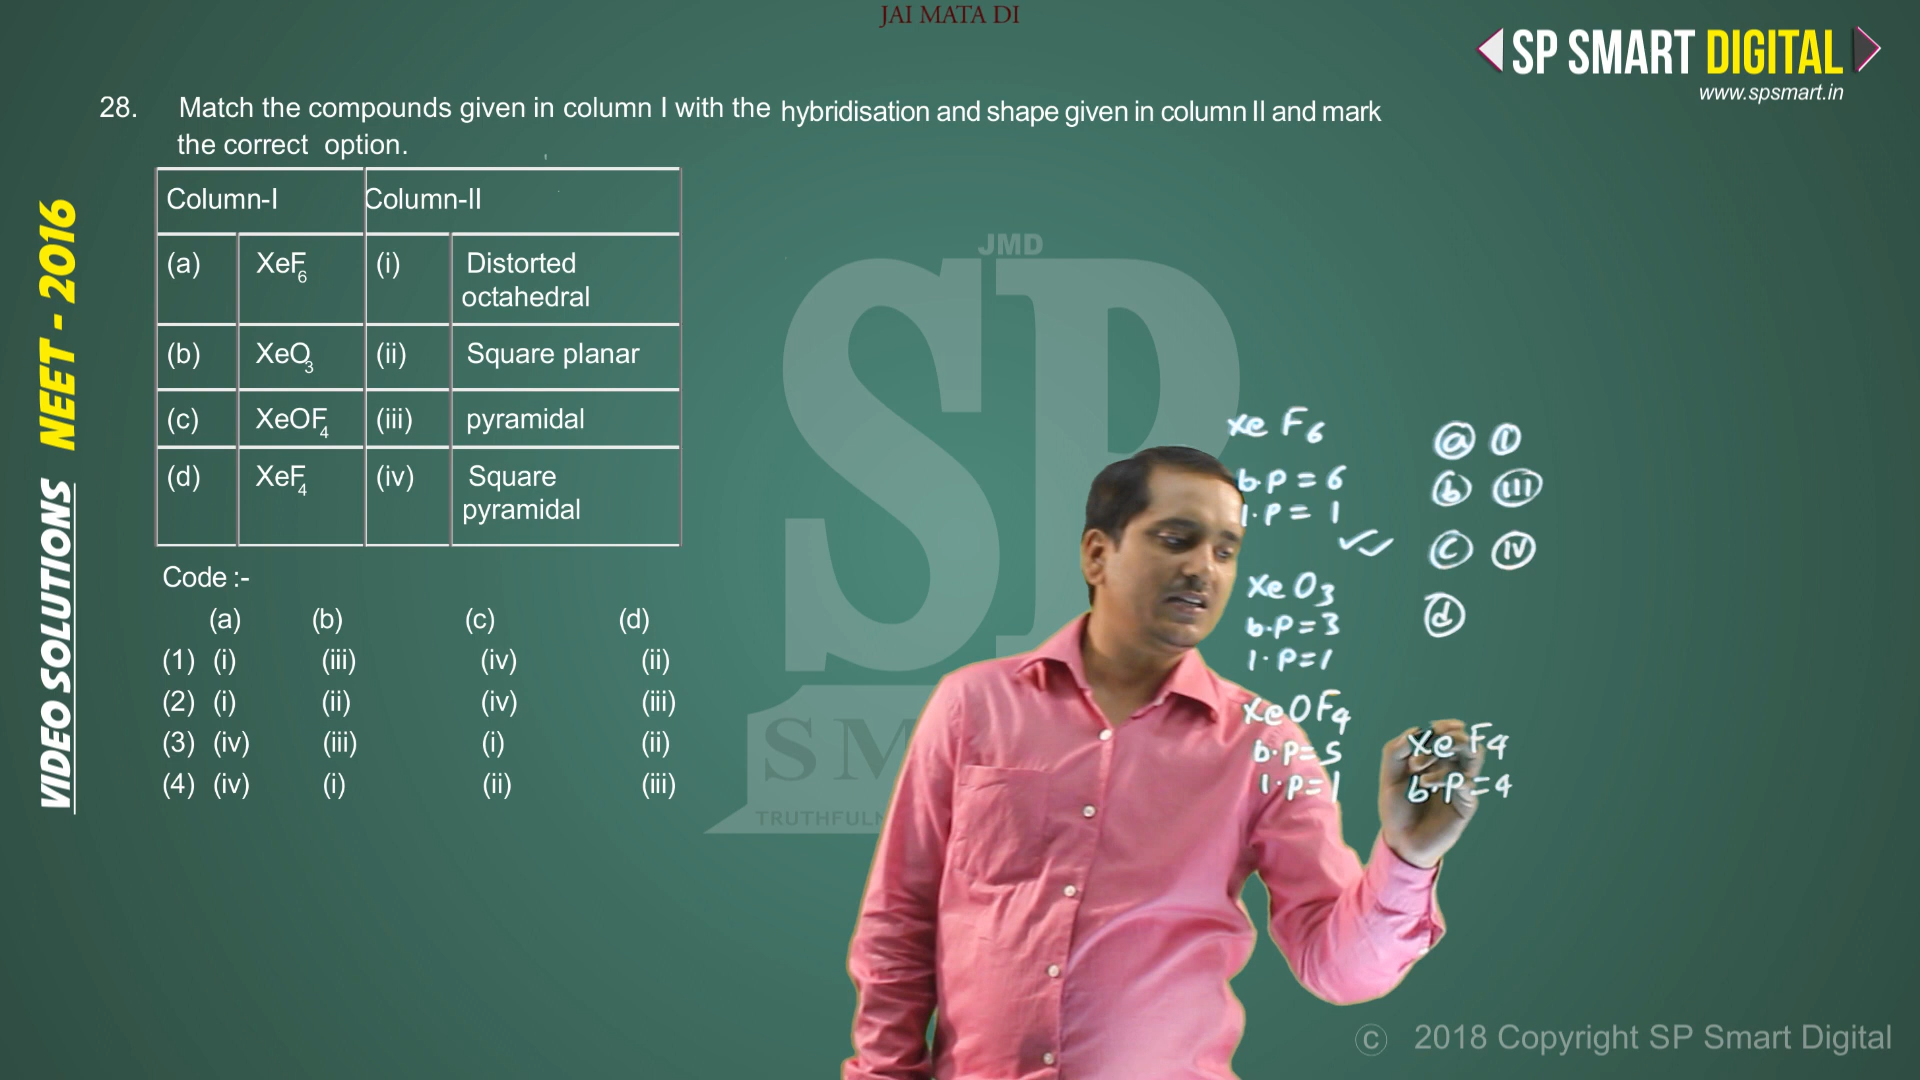 JAI MATA DI
SP SMART DIGITAL
www.spsmart.in
VIDEO SOLUTIONS NEET - 2016
28. Match the compounds given in column I with the hybridisation and shape given in column II and mark
the correct option.
Column-I Column-II
(a) XeF6 (i) Distorted
octahedral
(b) XeO3 (ii) Square planar
(c) XeOF4 (iii) pyramidal
(d) XeF4 (iv) Square
pyramidal
Code :-
(a) (b) (c) (d)
(1) (i) (iii) (iv) (ii)
(2) (i) (ii) (iv) (iii)
(3) (iv) (iii) (i) (ii)
(4) (iv) (i) (ii) (iii)
JMD
SP
SM
TRUTHFULN
Xe F6
b.p = 6
l.p = 1
Xe O3
b.p = 3
l.p = 1
XeOF4
b.p = 5
l.p = 1
Xe F4
b.p = 4
a i
b iii
c iv
d
© 2018 Copyright SP Smart Digital